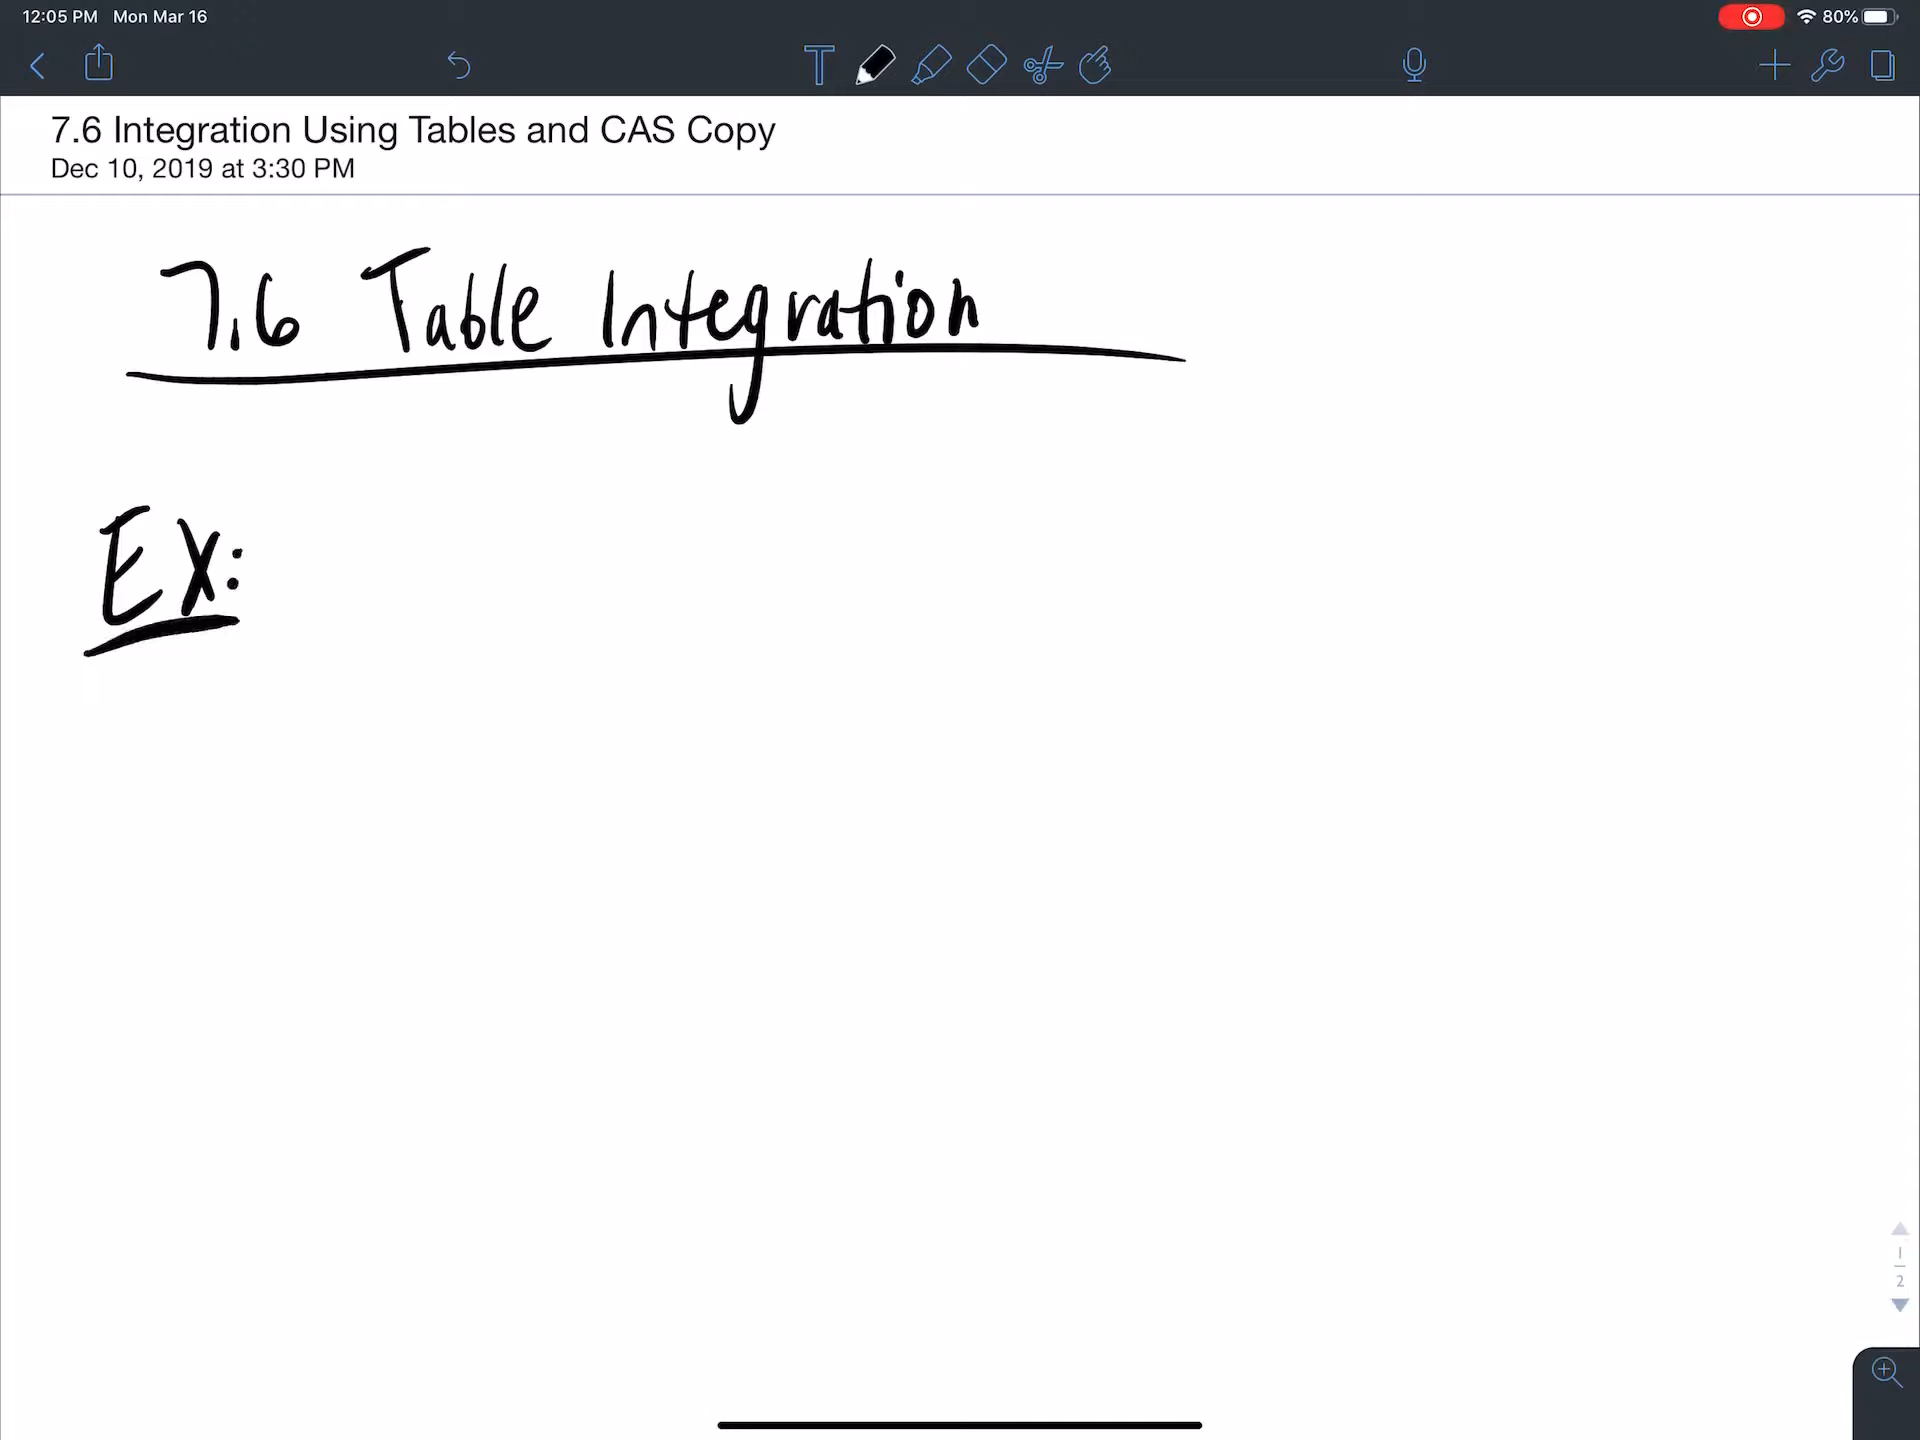 12:05 PM Mon Mar 16 80%
7.6 Integration Using Tables and CAS Copy
Dec 10, 2019 at 3:30 PM
7.6 Table Integration
EX:
1
2